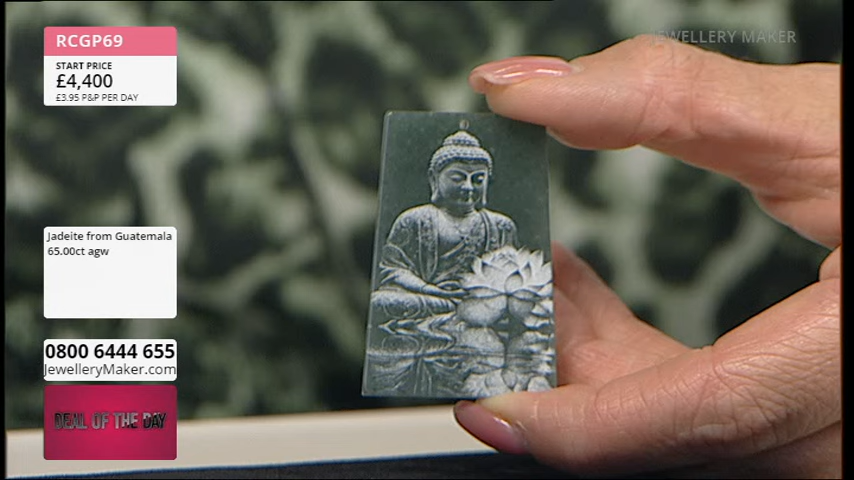 RCGP69
START PRICE
£4,400
£3.95 P&P PER DAY
JEWELLERY MAKER
Jadeite from Guatemala
65.00ct agw
0800 6444 655
JewelleryMaker.com
DEAL OF THE DAY